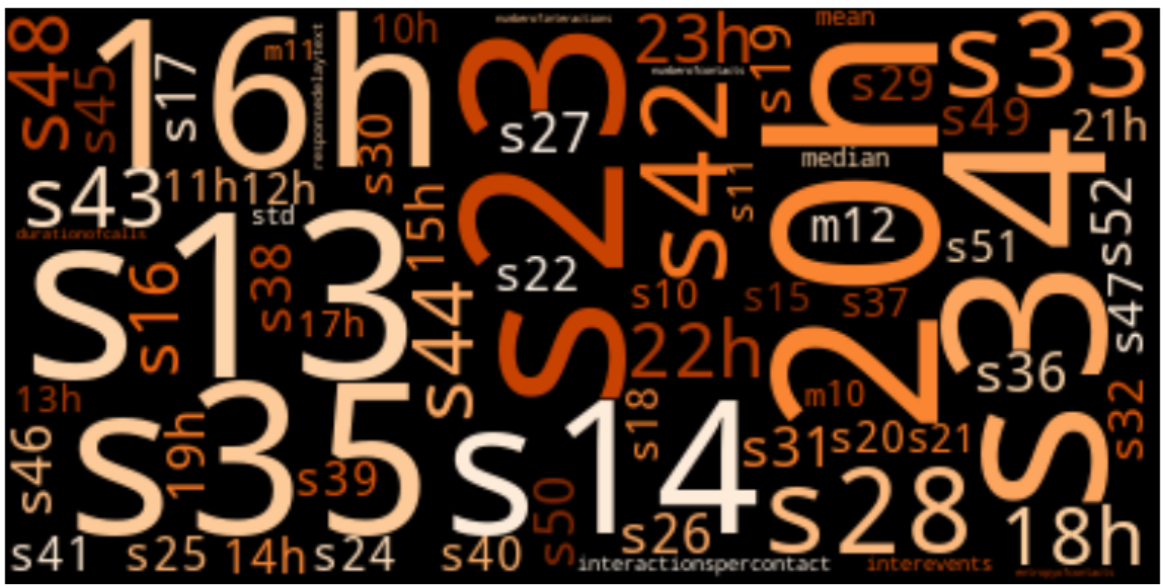 s48
s45
16h
s17
m11
responsedelaytext
10h
s30
numberofinteractions
s23
s27
s22
23h
numberofcontacts
s42
s19
s11
mean
20h
s29
median
m12
s33
s49
21h
s34
s51
s52
s47
s36
s43
11h
12h
std
durationofcalls
s13
s16
s38
17h
15h
s44
s10
s15
s37
22h
m10
s32
13h
s46
s35
19h
s39
s14
s18
s50
s26
s31
s20
s21
s28
s41
s25
14h
s24
s40
interactionspercontact
interevents
18h
entropyofcontacts